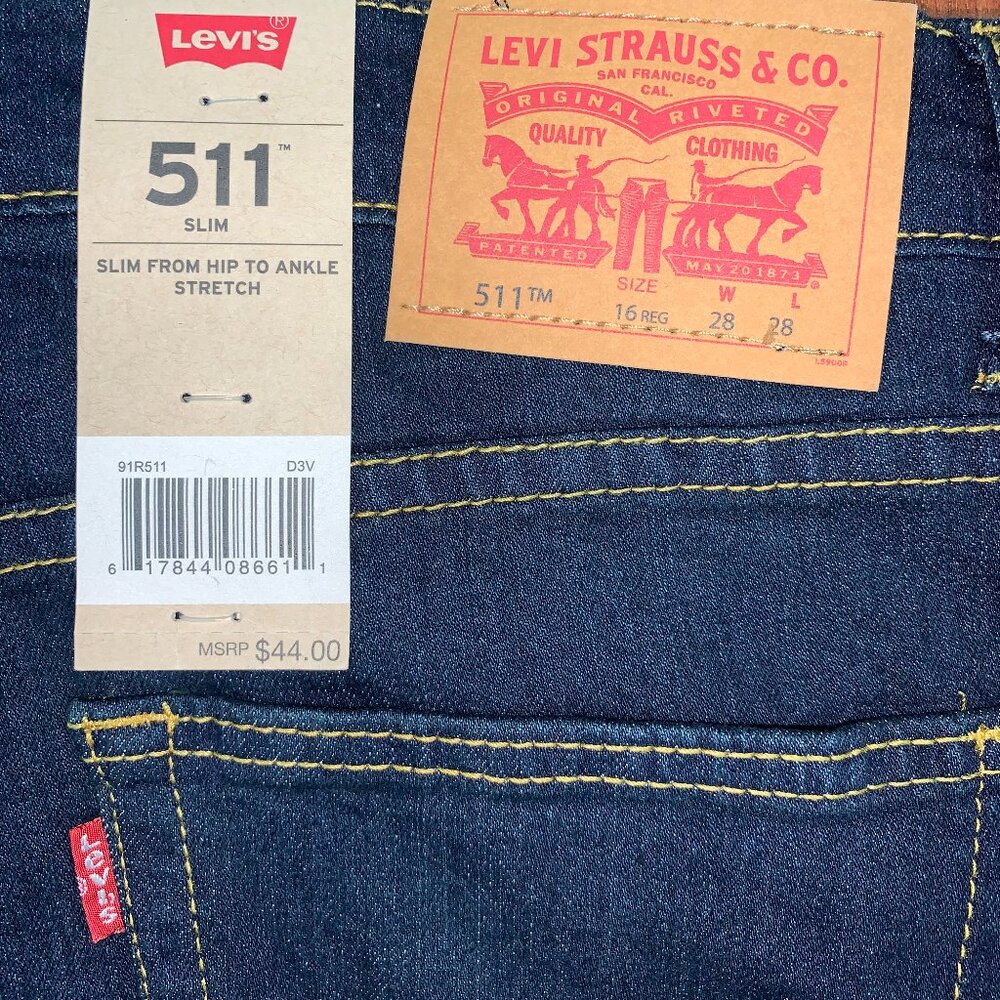 LEVI'S®
511™
SLIM
SLIM FROM HIP TO ANKLE
STRETCH
91R511 D3V
6 17844 08661 1
MSRP $44.00
LEVI STRAUSS & CO.
SAN FRANCISCO
CAL.
ORIGINAL RIVETED
QUALITY CLOTHING
PATENTED MAY 20 1873 ®
SIZE W L
511™ 16 REG 28 28
Levi's®